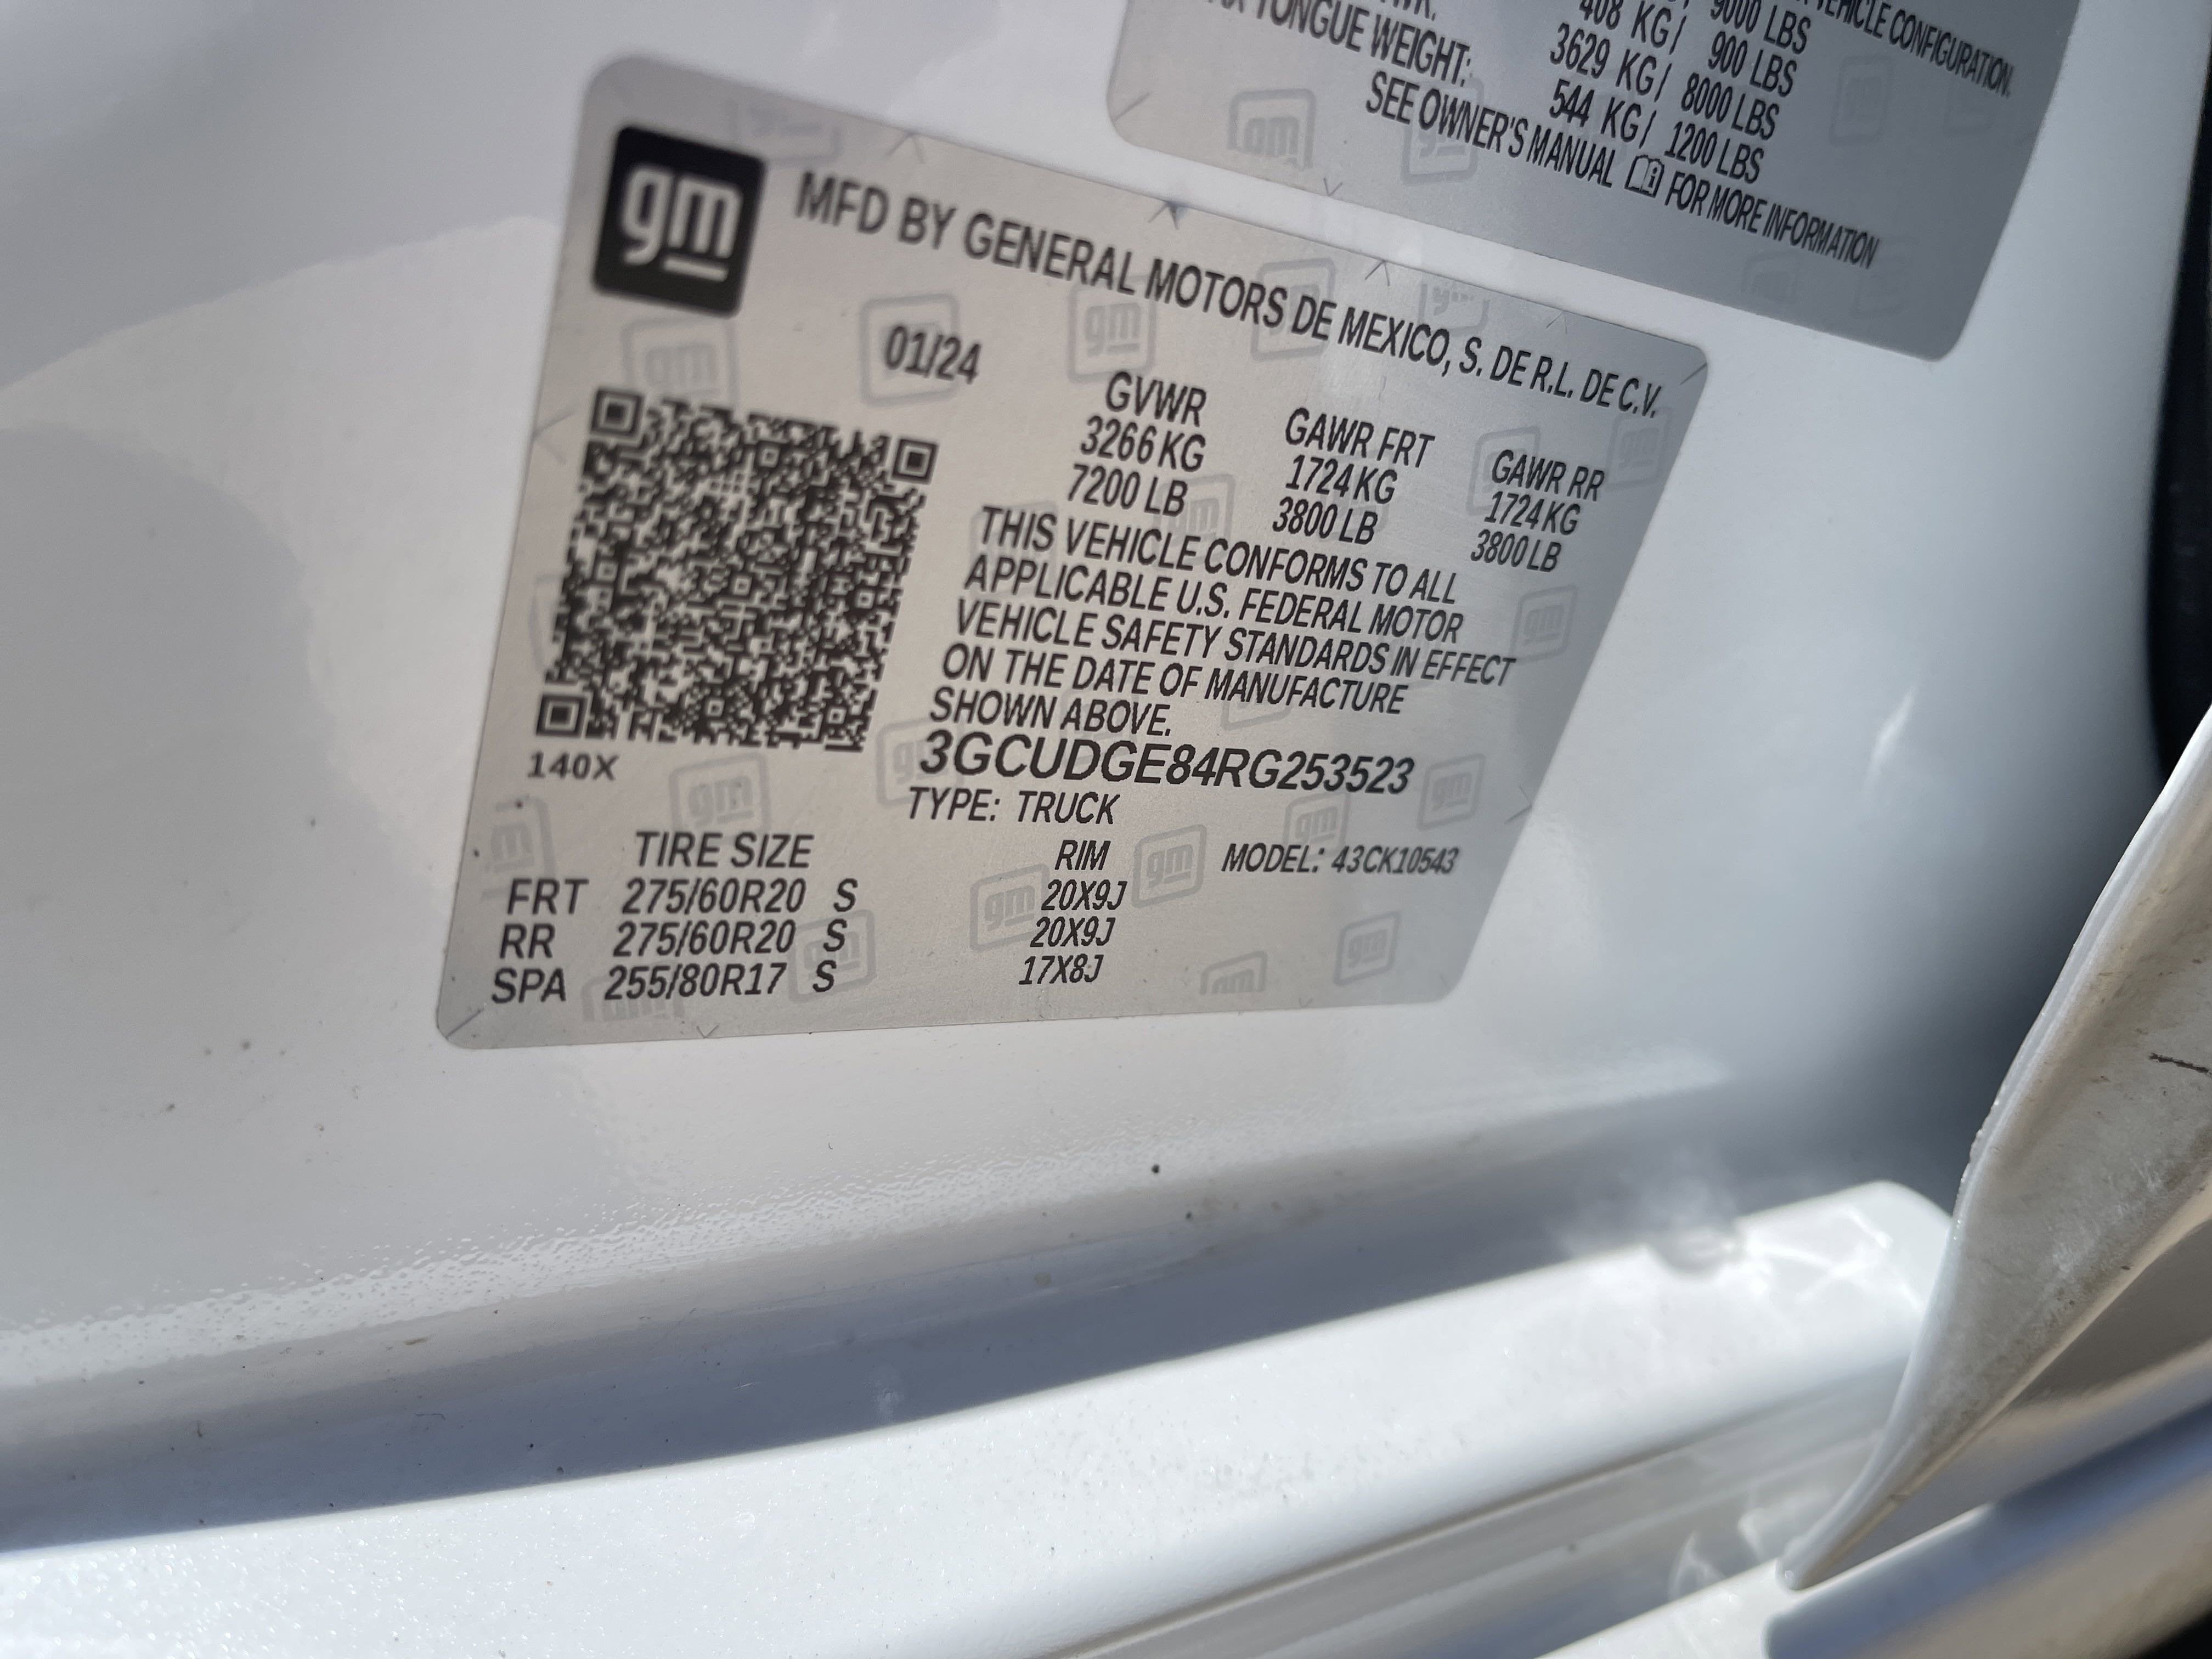 VEHICLE CONFIGURATION.
9000 LBS
408 KG/ 900 LBS
3629 KG/ 8000 LBS
TONGUE WEIGHT: 544 KG/ 1200 LBS
SEE OWNER'S MANUAL FOR MORE INFORMATION
gm MFD BY GENERAL MOTORS DE MEXICO, S. DE R.L. DE C.V.
01/24
GVWR GAWR FRT GAWR RR
3266 KG 1724 KG 1724 KG
7200 LB 3800 LB 3800 LB
THIS VEHICLE CONFORMS TO ALL
APPLICABLE U.S. FEDERAL MOTOR
VEHICLE SAFETY STANDARDS IN EFFECT
ON THE DATE OF MANUFACTURE
SHOWN ABOVE.
3GCUDGE84RG253523
140X
TYPE: TRUCK
TIRE SIZE RIM MODEL: 43CK10543
FRT 275/60R20 S 20X9J
RR 275/60R20 S 20X9J
SPA 255/80R17 S 17X8J